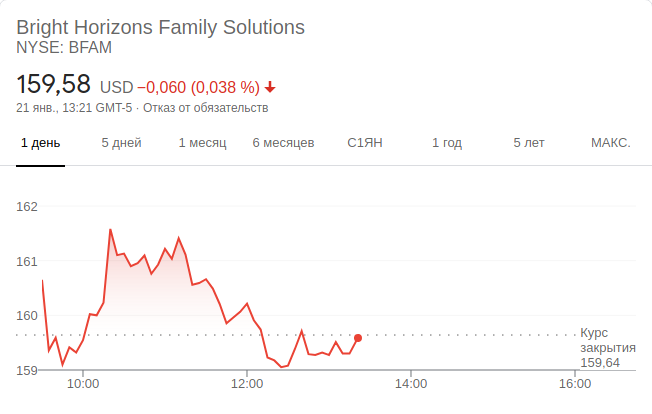 Bright Horizons Family Solutions
NYSE: BFAM
159,58 USD −0,060 (0,038 %)
21 янв., 13:21 GMT-5 · Отказ от обязательств
1 день 5 дней 1 месяц 6 месяцев С1ЯН 1 год 5 лет МАКС.
162
161
160
Курс
закрытия
159,64
159
10:00 12:00 14:00 16:00